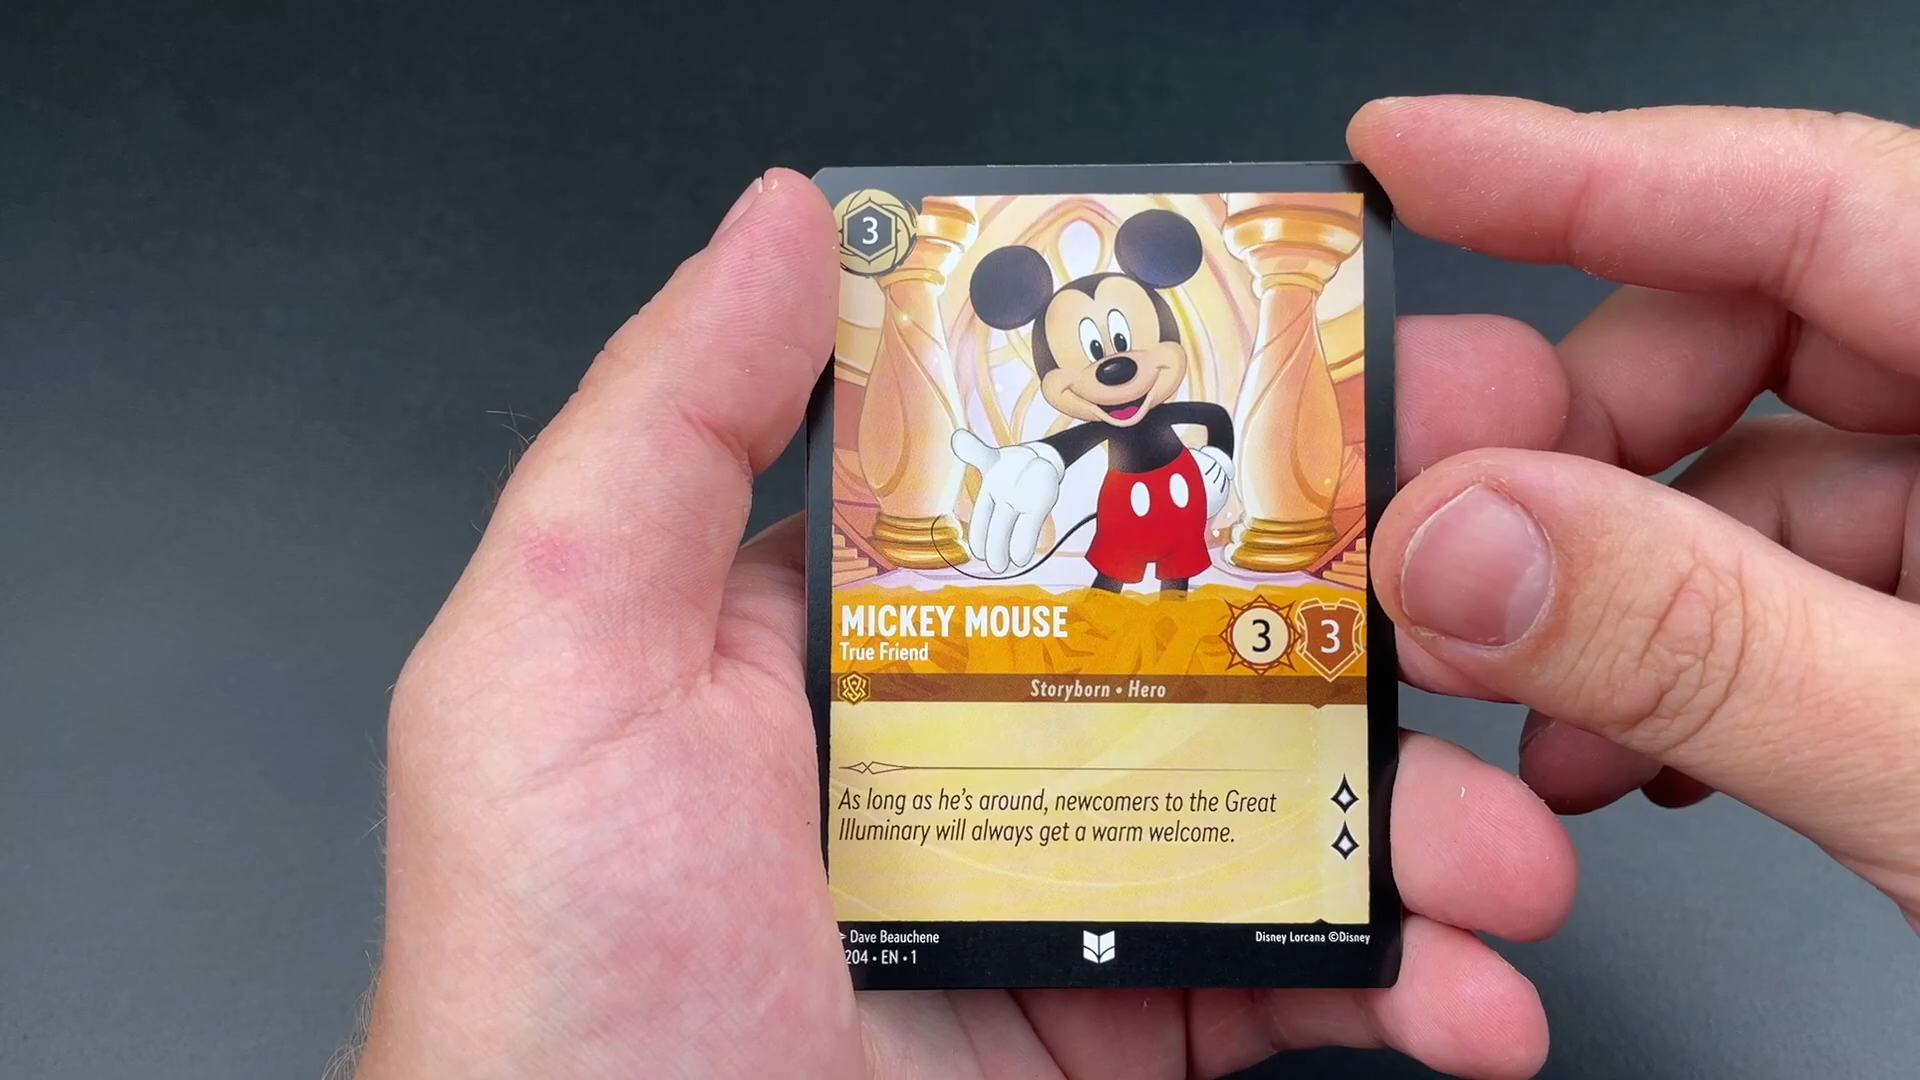 3
MICKEY MOUSE
True Friend
3 3
Storyborn • Hero
As long as he's around, newcomers to the Great
Illuminary will always get a warm welcome.
Dave Beauchene
204 • EN • 1
Disney Lorcana ©Disney